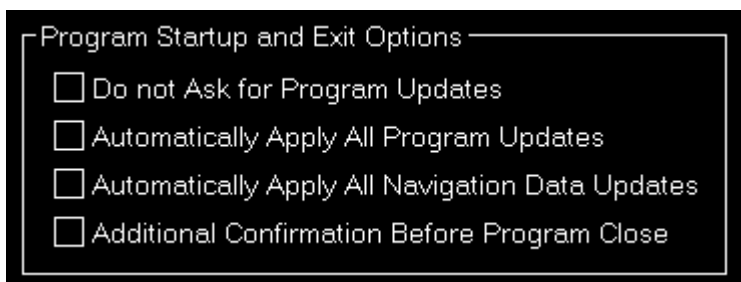 Program Startup and Exit Options
Do not Ask for Program Updates
Automatically Apply All Program Updates
Automatically Apply All Navigation Data Updates
Additional Confirmation Before Program Close